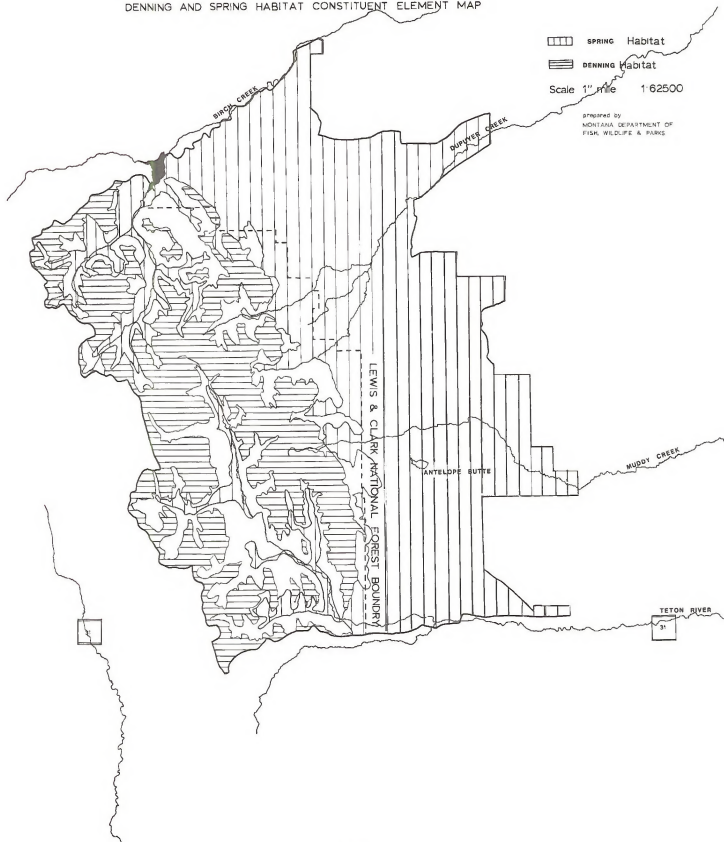 DENNING AND SPRING HABITAT CONSTITUENT ELEMENT MAP
SPRING Habitat
DENNING Habitat
Scale 1" mile 1:62500
prepared by
MONTANA DEPARTMENT OF
FISH, WILDLIFE & PARKS
BIRCH CREEK
DUPUYER CREEK
LEWIS & CLARK NATIONAL FOREST BOUNDRY
ANTELOPE BUTTE
MUDDY CREEK
TETON RIVER